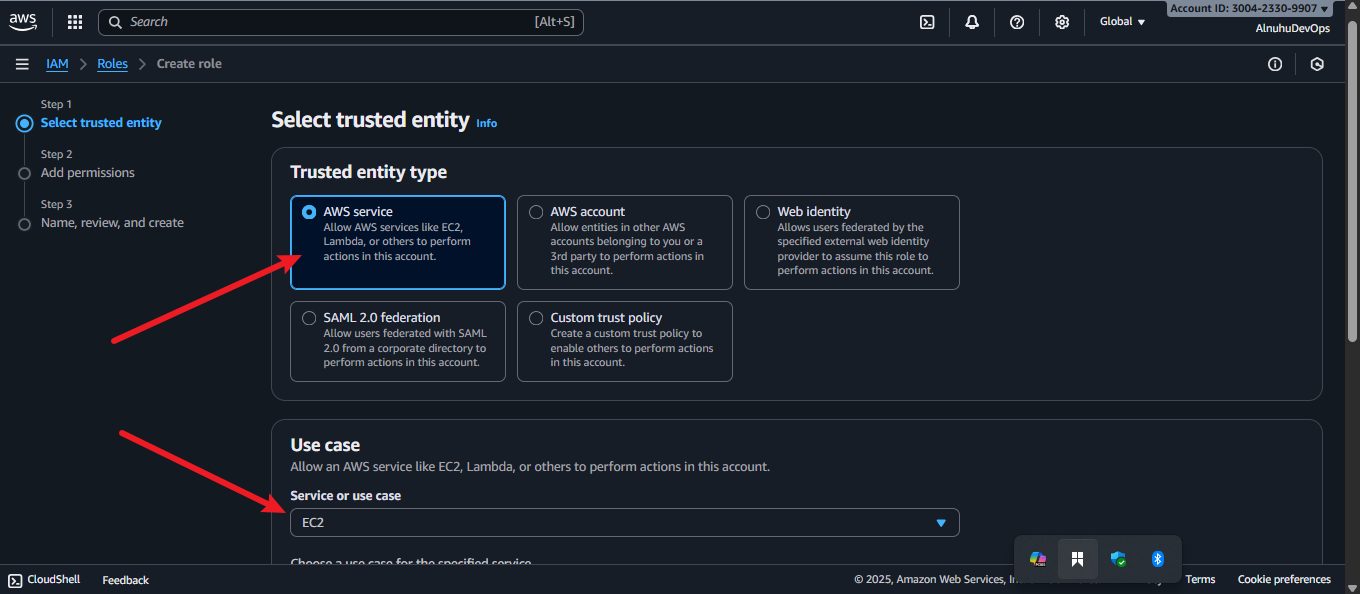 aws
Search
[Alt+S]
Global
Account ID: 3004-2330-9907
AlnuhuDevOps
IAM
Roles
Create role
Step 1
Select trusted entity
Step 2
Add permissions
Step 3
Name, review, and create
Select trusted entity Info
Trusted entity type
AWS service
Allow AWS services like EC2,
Lambda, or others to perform
actions in this account.
AWS account
Allow entities in other AWS
accounts belonging to you or a
3rd party to perform actions in
this account.
Web identity
Allows users federated by the
specified external web identity
provider to assume this role to
perform actions in this account.
SAML 2.0 federation
Allow users federated with SAML
2.0 from a corporate directory to
perform actions in this account.
Custom trust policy
Create a custom trust policy to
enable others to perform actions
in this account.
Use case
Allow an AWS service like EC2, Lambda, or others to perform actions in this account.
Service or use case
EC2
Choose a use case for the specified service
CloudShell
Feedback
© 2025, Amazon Web Services,
Terms
Cookie preferences